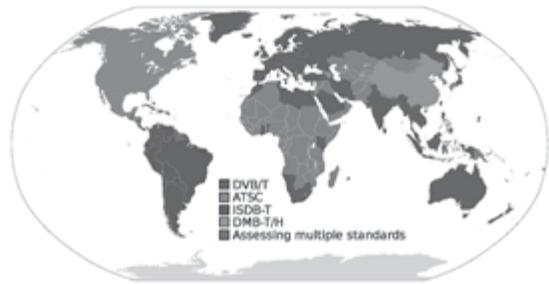 DVB/T
ATSC
ISDB-T
DMB-T/H
Assessing multiple standards